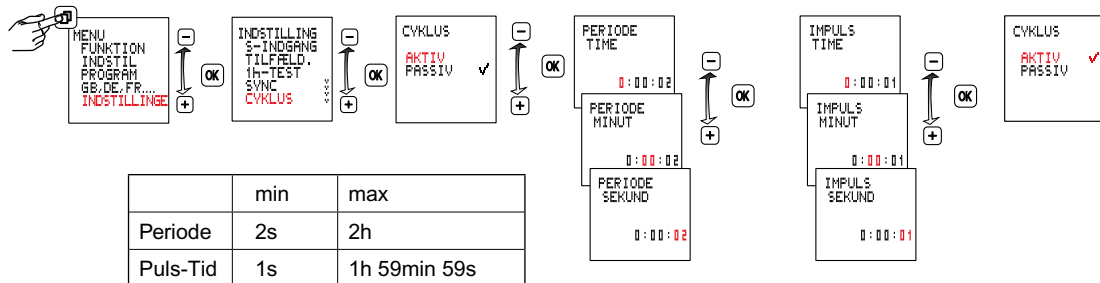 MENU
FUNKTION
INDSTIL
PROGRAM
GB,DE,FR....
INDSTILLINGE
-
OK
+
INDSTILLING
S-INDGANG
TILFÆLD.
1h-TEST
SYNC
CYKLUS
-
OK
+
CYKLUS
AKTIV
PASSIV ✓
-
OK
+
PERIODE
TIME
0:00:02
PERIODE
MINUT
0:00:02
PERIODE
SEKUND
0:00:02
-
OK
+
IMPULS
TIME
0:00:01
IMPULS
MINUT
0:00:01
IMPULS
SEKUND
0:00:01
-
OK
+
CYKLUS
AKTIV ✓
PASSIV
min max
Periode 2s 2h
Puls-Tid 1s 1h 59min 59s